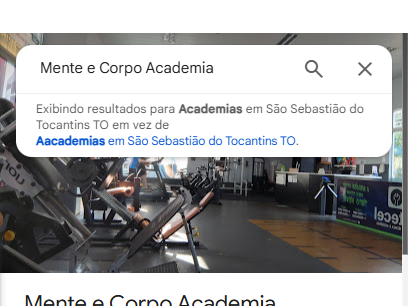 Mente e Corpo Academia
Exibindo resultados para Academias em São Sebastião do
Tocantins TO em vez de
Aacademias em São Sebastião do Tocantins TO.
Mente e Corpo Academia